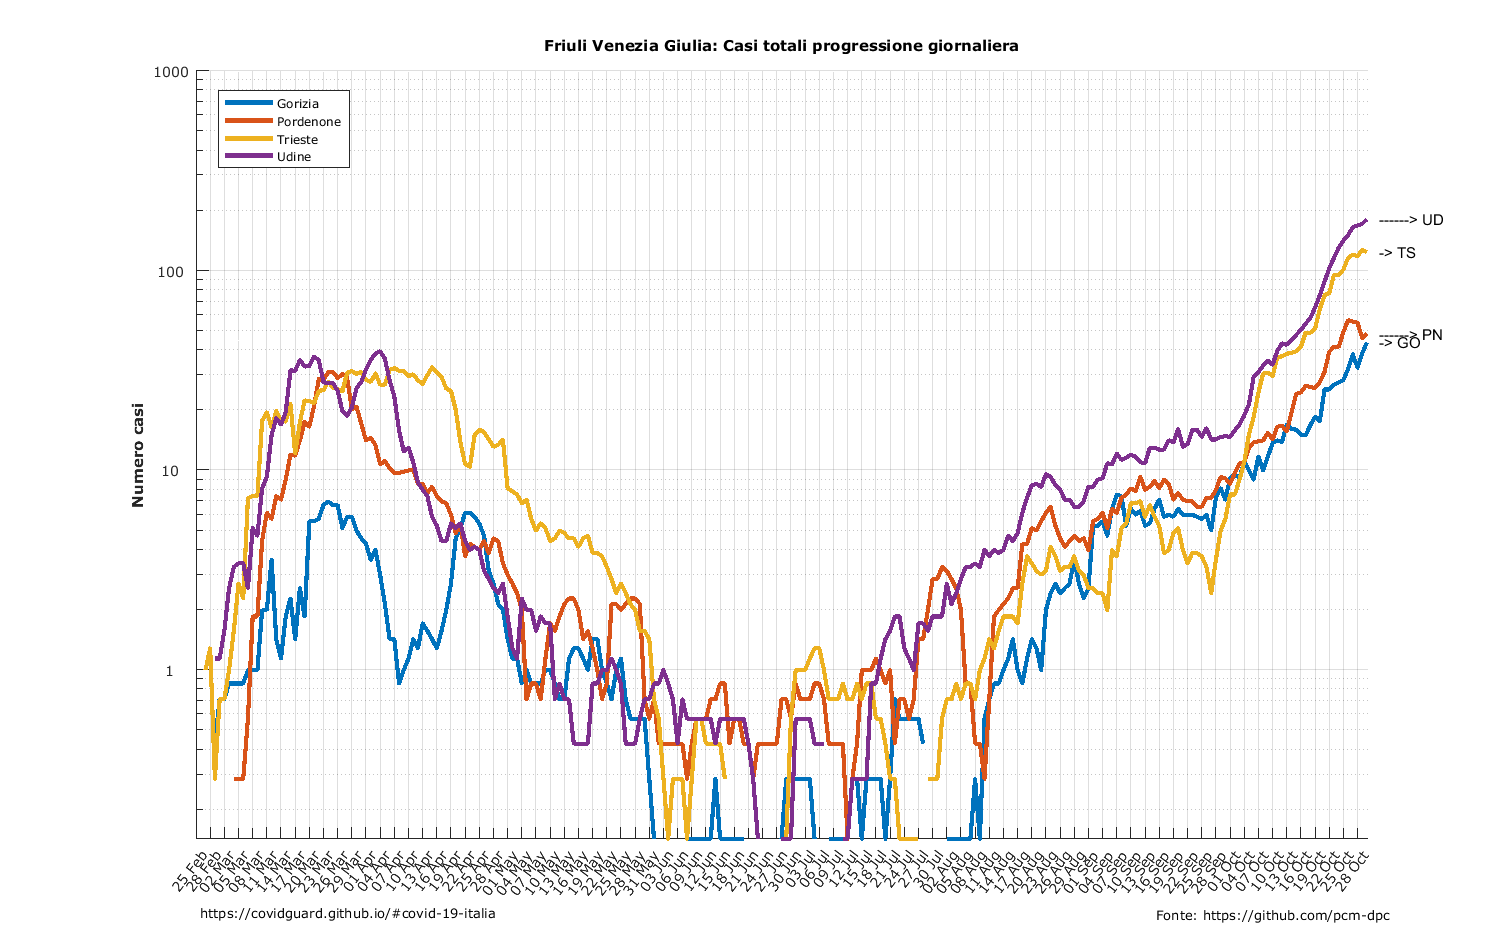 Friuli Venezia Giulia: Casi totali progressione giornaliera
Gorizia
Pordenone
Trieste
Udine
Numero casi
1000
100
10
1
------> UD
-> TS
------> PN
-> GO
25 Feb
28 Feb
02 Mar
05 Mar
08 Mar
11 Mar
14 Mar
17 Mar
20 Mar
23 Mar
26 Mar
29 Mar
01 Apr
04 Apr
07 Apr
10 Apr
13 Apr
16 Apr
19 Apr
22 Apr
25 Apr
28 Apr
01 May
04 May
07 May
10 May
13 May
16 May
19 May
22 May
25 May
28 May
31 May
03 Jun
06 Jun
09 Jun
12 Jun
15 Jun
18 Jun
21 Jun
24 Jun
27 Jun
30 Jun
03 Jul
06 Jul
09 Jul
12 Jul
15 Jul
18 Jul
21 Jul
24 Jul
27 Jul
30 Jul
02 Aug
05 Aug
08 Aug
11 Aug
14 Aug
17 Aug
20 Aug
23 Aug
26 Aug
29 Aug
01 Sep
04 Sep
07 Sep
10 Sep
13 Sep
16 Sep
19 Sep
22 Sep
25 Sep
28 Sep
01 Oct
04 Oct
07 Oct
10 Oct
13 Oct
16 Oct
19 Oct
22 Oct
25 Oct
28 Oct
https://covidguard.github.io/#covid-19-italia
Fonte: https://github.com/pcm-dpc